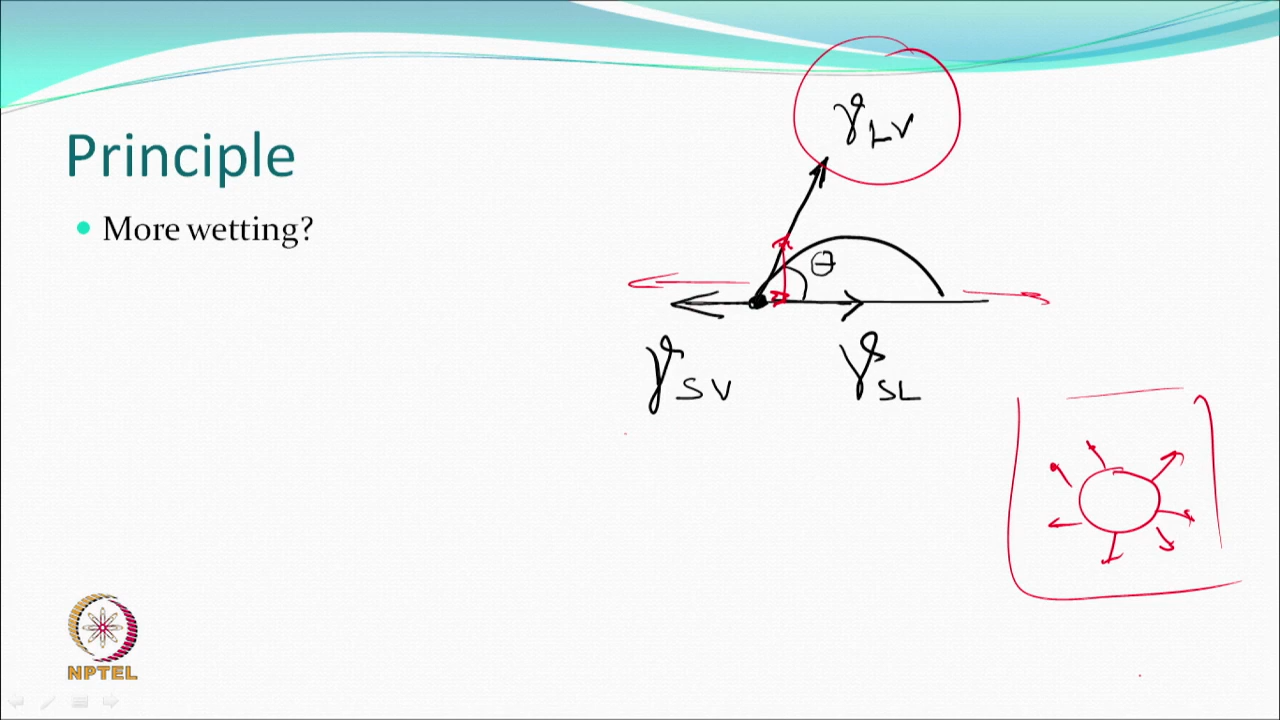 Principle
More wetting?
γLV
θ
γSV
γSL
NPTEL